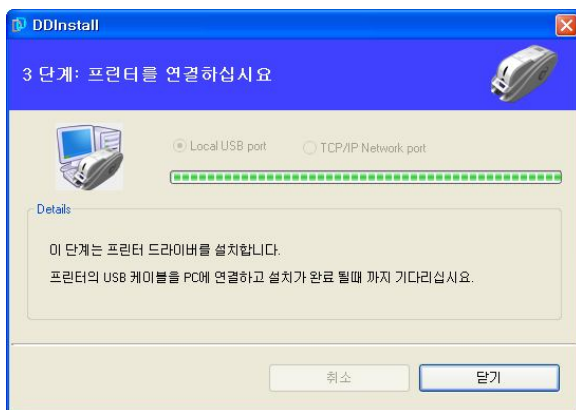 DDInstall
3 단계: 프린터를 연결하십시요
Local USB port TCP/IP Network port
Details
이 단계는 프린터 드라이버를 설치합니다.
프린터의 USB 케이블을 PC에 연결하고 설치가 완료 될때 까지 기다리십시요.
취소 닫기